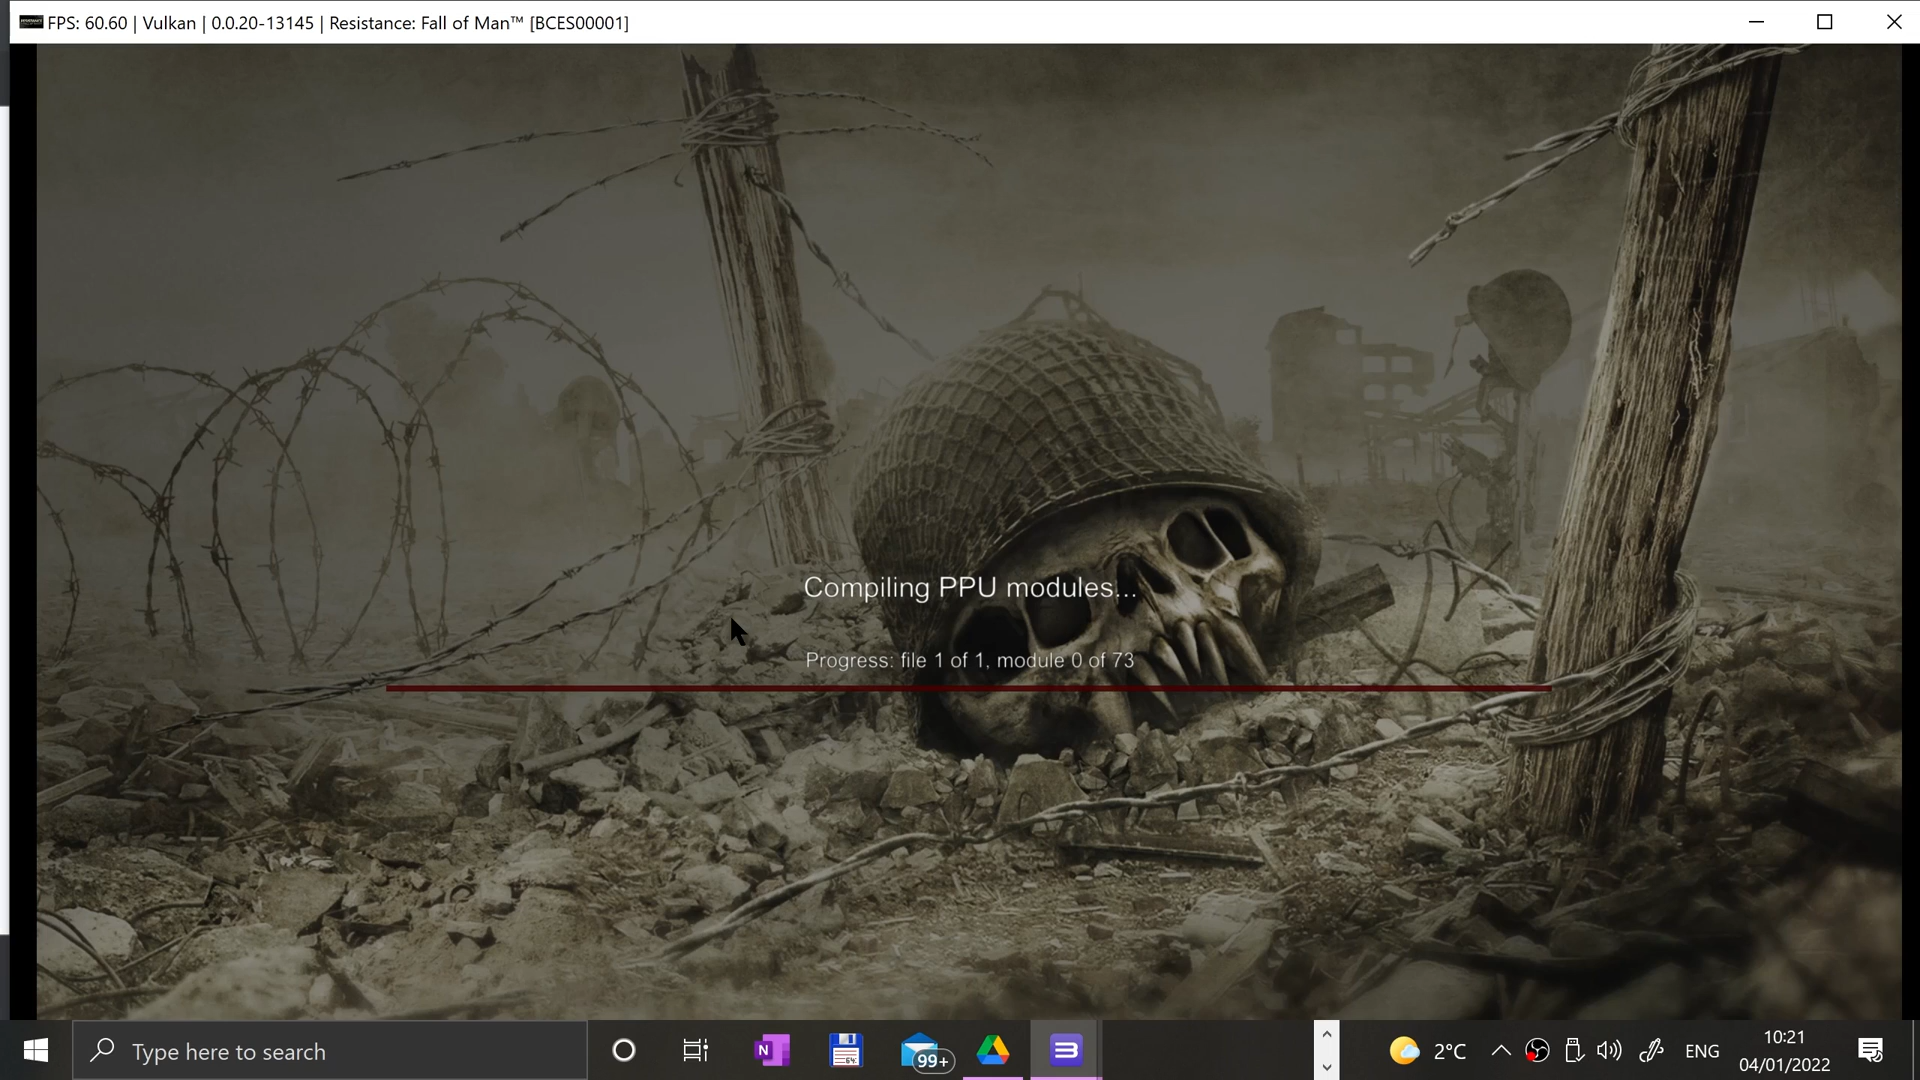 FPS: 60.60 | Vulkan | 0.0.20-13145 | Resistance: Fall of Man™ [BCES00001]
Compiling PPU modules...
Progress: file 1 of 1, module 0 of 73
Type here to search
N
64
99+
2°C
ENG
10:21
04/01/2022